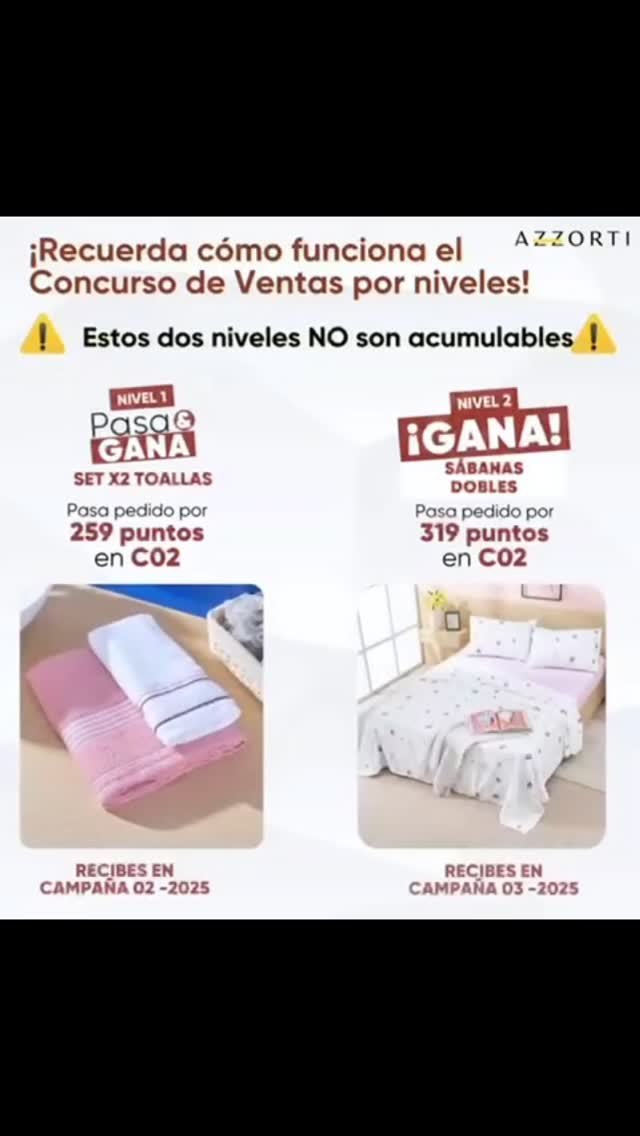 AZZORTI
¡Recuerda cómo funciona el
Concurso de Ventas por niveles!
Estos dos niveles NO son acumulables
NIVEL 1
Pasa &
GANA
SET X2 TOALLAS
Pasa pedido por
259 puntos
en C02
NIVEL 2
¡GANA!
SÁBANAS
DOBLES
Pasa pedido por
319 puntos
en C02
RECIBES EN
CAMPAÑA 02 -2025
RECIBES EN
CAMPAÑA 03 -2025